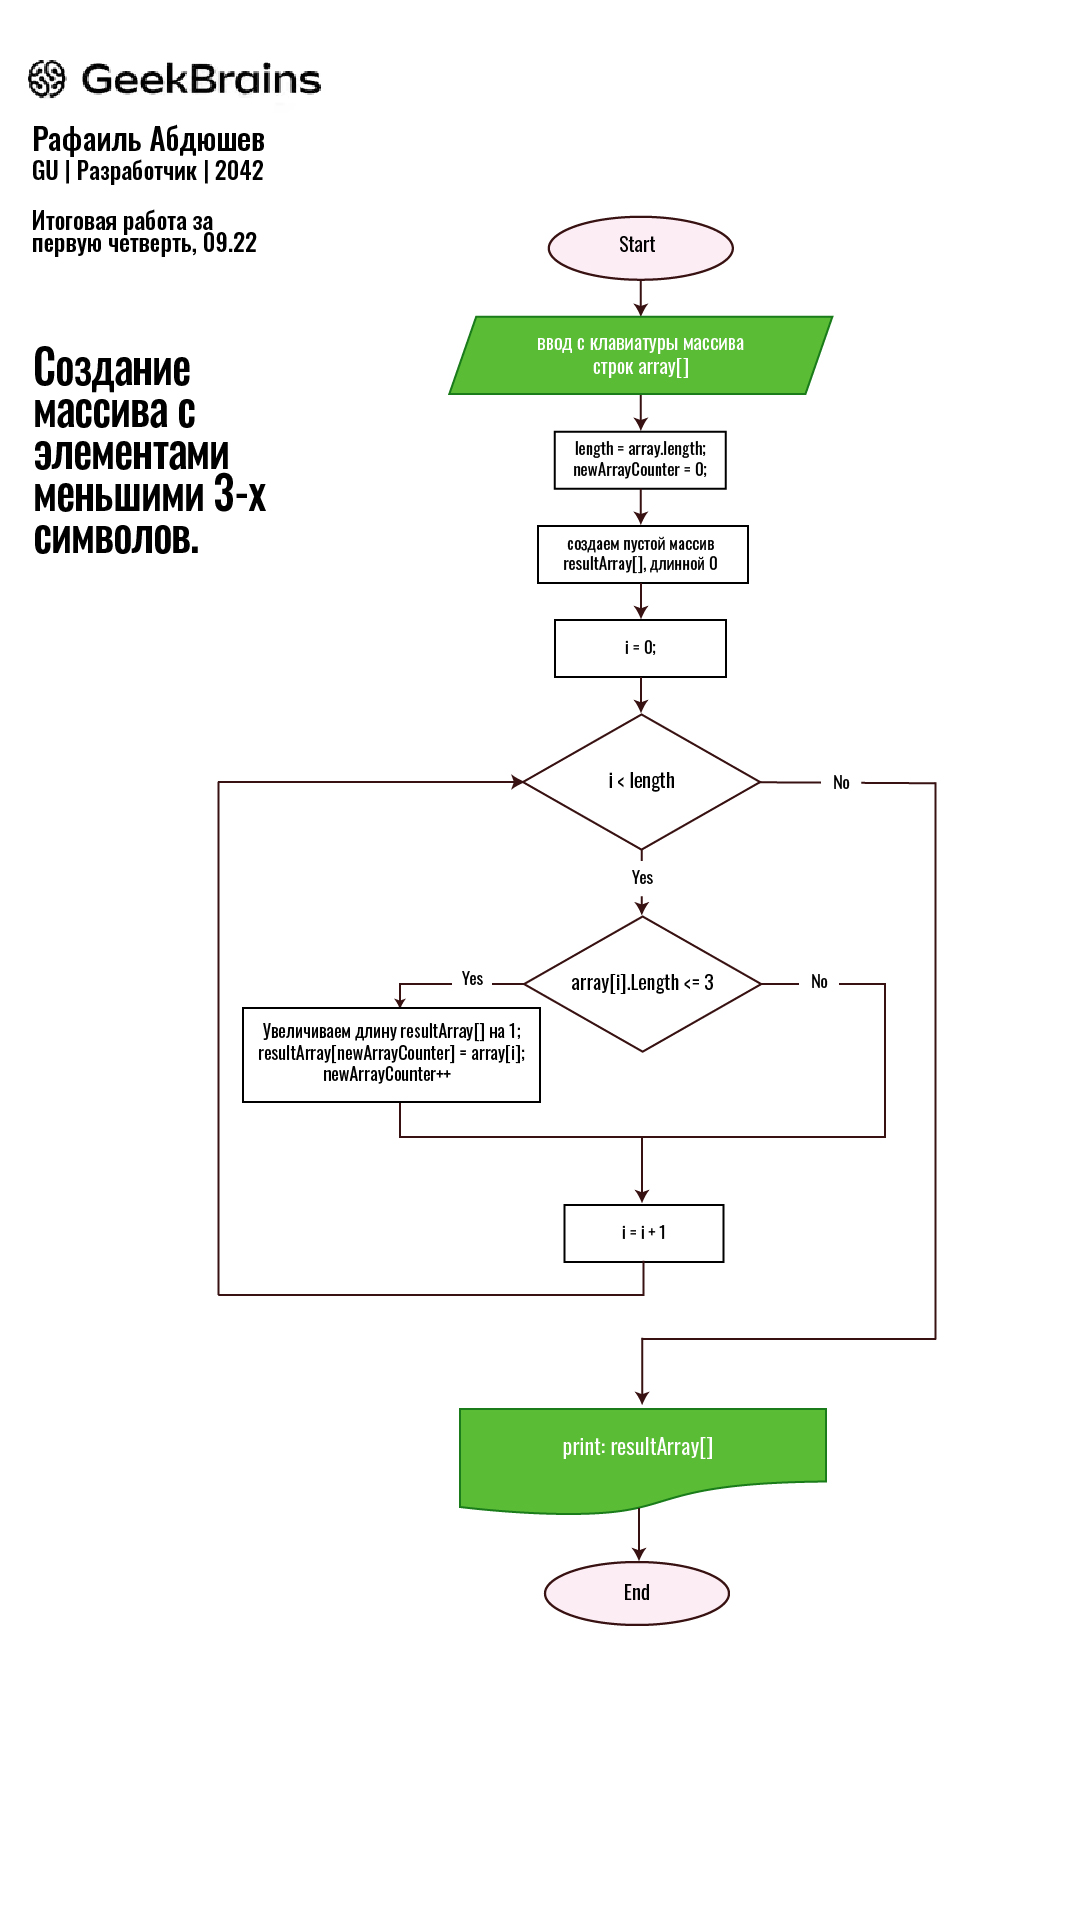 GeekBrains
Рафаиль Абдюшев
GU | Разработчик | 2042
Итоговая работа за
первую четверть, 09.22
Создание
массива с
элементами
меньшими 3-х
символов.
Start
ввод с клавиатуры массива
строк array[]
length = array.length;
newArrayCounter = 0;
создаем пустой массив
resultArray[], длинной 0
i = 0;
i < length
No
Yes
array[i].Length <= 3
Yes
No
Увеличиваем длину resultArray[] на 1;
resultArray[newArrayCounter] = array[i];
newArrayCounter++
i = i + 1
print: resultArray[]
End